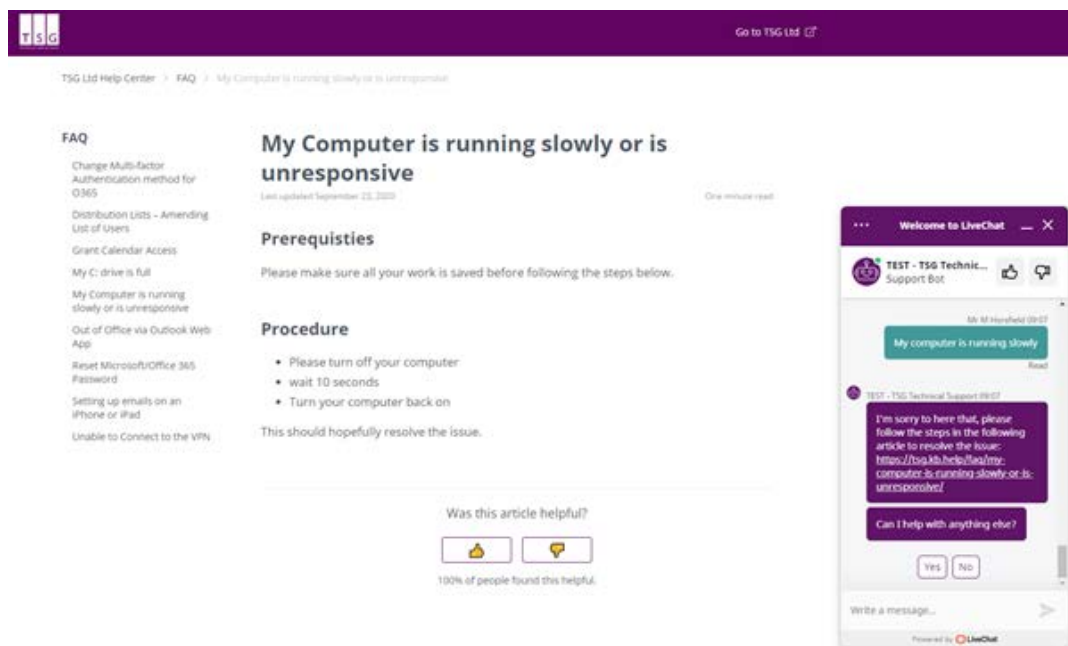 TSG
Go to TSG Ltd
TSG Ltd Help Center > FAQ > My Computer is running slowly or is unresponsive
FAQ
Change Multi-factor
Authentication method for
O365
Distribution Lists – Amending
List of Users
Grant Calendar Access
My C: drive is full
My Computer is running
slowly or is unresponsive
Out of Office via Outlook Web
App
Reset Microsoft/Office 365
Password
Setting up emails on an
iPhone or iPad
Unable to Connect to the VPN
My Computer is running slowly or is
unresponsive
Last updated September 23, 2020
One minute read
Prerequisties
Please make sure all your work is saved before following the steps below.
Procedure
• Please turn off your computer
• wait 10 seconds
• Turn your computer back on
This should hopefully resolve the issue.
Was this article helpful?
100% of people found this helpful.
Welcome to LiveChat
TEST - TSG Technic...
Support Bot
Mr M Horsfield 09:07
My computer is running slowly
Read
TEST - TSG Technical Support 09:07
I'm sorry to here that, please
follow the steps in the following
article to resolve the issue:
https://tsg.kb.help/faq/my-
computer-is-running-slowly-or-is-
unresponsive/
Can I help with anything else?
Yes No
Write a message...
Powered by LiveChat